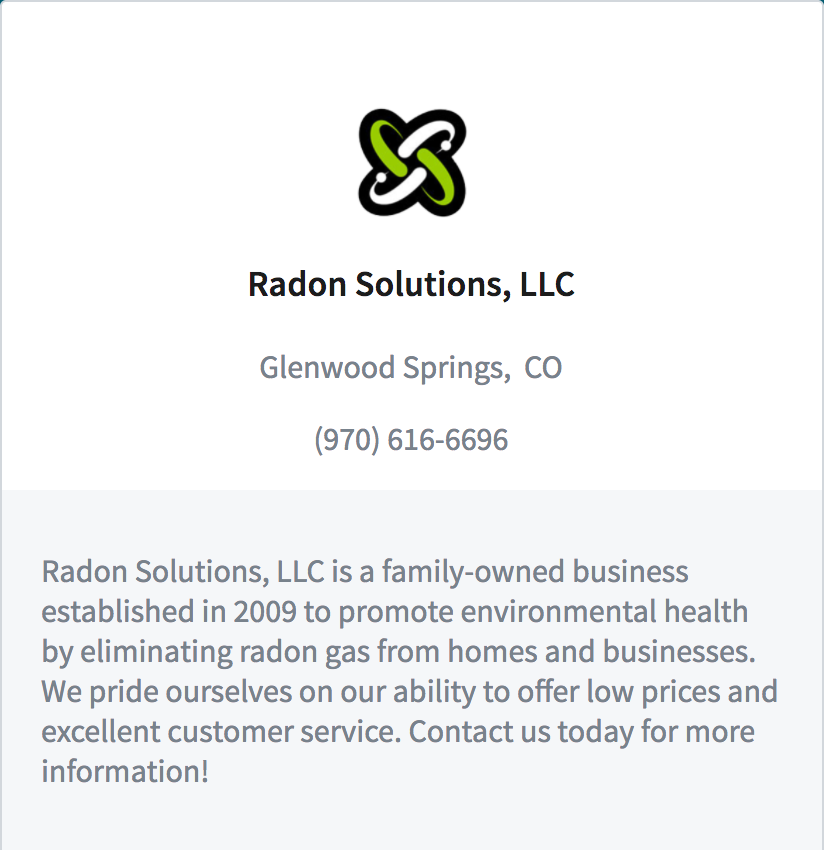 Radon Solutions, LLC
Glenwood Springs, CO
(970) 616-6696
Radon Solutions, LLC is a family-owned business
established in 2009 to promote environmental health
by eliminating radon gas from homes and businesses.
We pride ourselves on our ability to offer low prices and
excellent customer service. Contact us today for more
information!